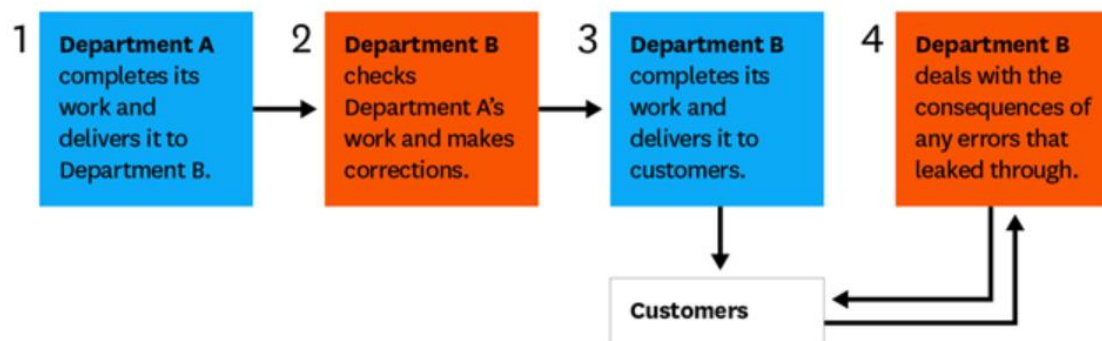 1
Department A
completes its
work and
delivers it to
Department B.
2
Department B
checks
Department A's
work and makes
corrections.
3
Department B
completes its
work and
delivers it to
customers.
4
Department B
deals with the
consequences of
any errors that
leaked through.
Customers